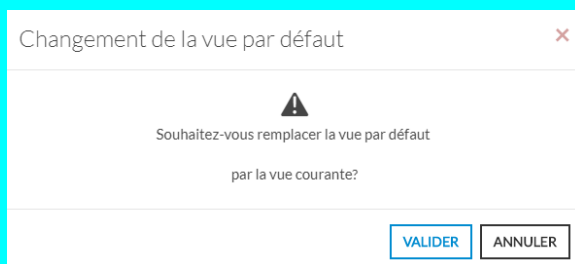 Changement de la vue par défaut
Souhaitez-vous remplacer la vue par défaut
par la vue courante?
VALIDER ANNULER